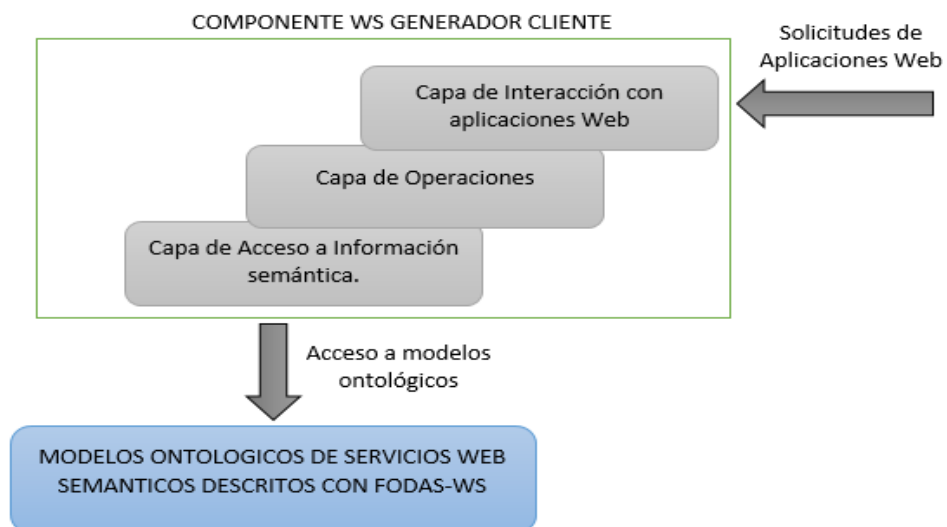 COMPONENTE WS GENERADOR CLIENTE
Solicitudes de
Aplicaciones Web
Capa de Interacción con
aplicaciones Web
Capa de Operaciones
Capa de Acceso a Información
semántica.
Acceso a modelos
ontológicos
MODELOS ONTOLOGICOS DE SERVICIOS WEB
SEMANTICOS DESCRITOS CON FODAS-WS